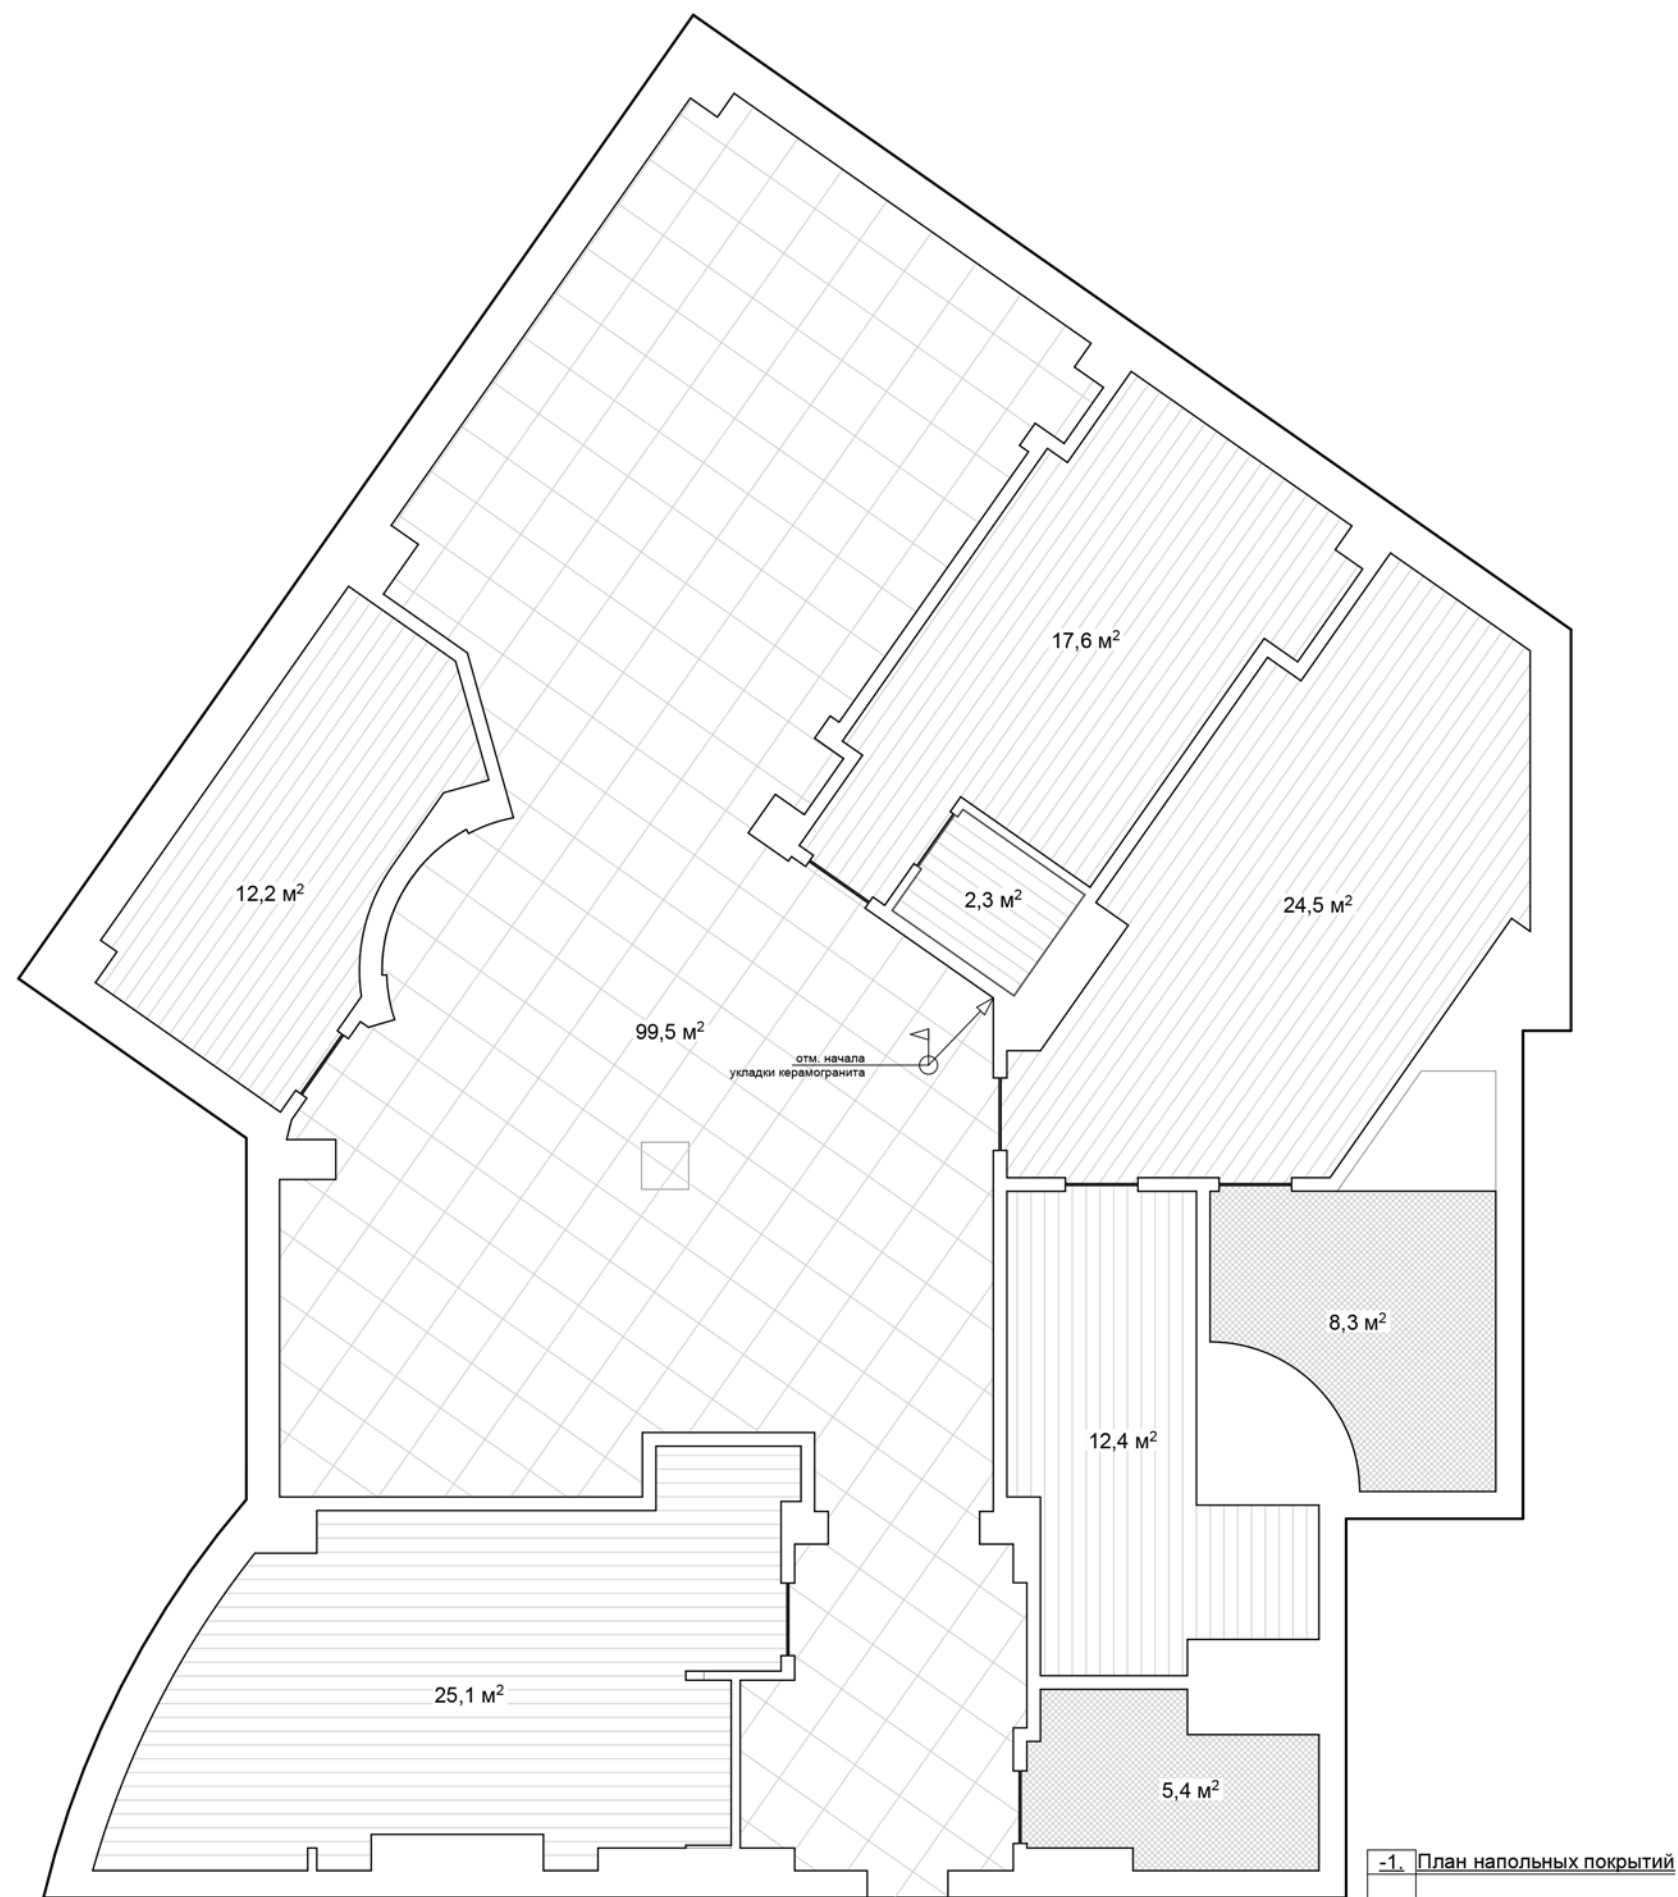 17,6 м²
12,2 м²
2,3 м²
24,5 м²
99,5 м²
отм. начала
укладки керамогранита
8,3 м²
12,4 м²
25,1 м²
5,4 м²
-1. План напольных покрытий